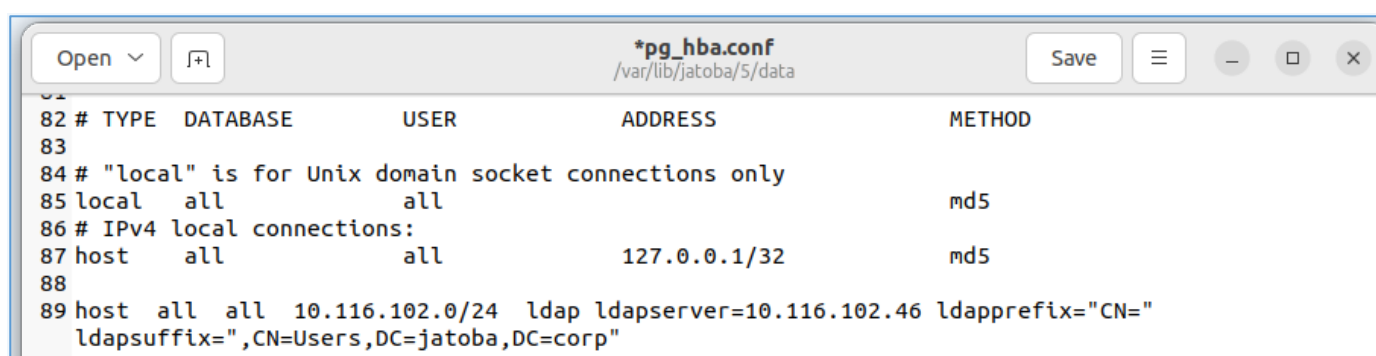 Open
*pg_hba.conf
/var/lib/jatoba/5/data
Save
81
82 # TYPE  DATABASE        USER            ADDRESS                 METHOD
83
84 # "local" is for Unix domain socket connections only
85 local   all             all                                     md5
86 # IPv4 local connections:
87 host    all             all             127.0.0.1/32            md5
88
89 host  all  all  10.116.102.0/24  ldap ldapserver=10.116.102.46 ldapprefix="CN="
ldapsuffix=",CN=Users,DC=jatoba,DC=corp"